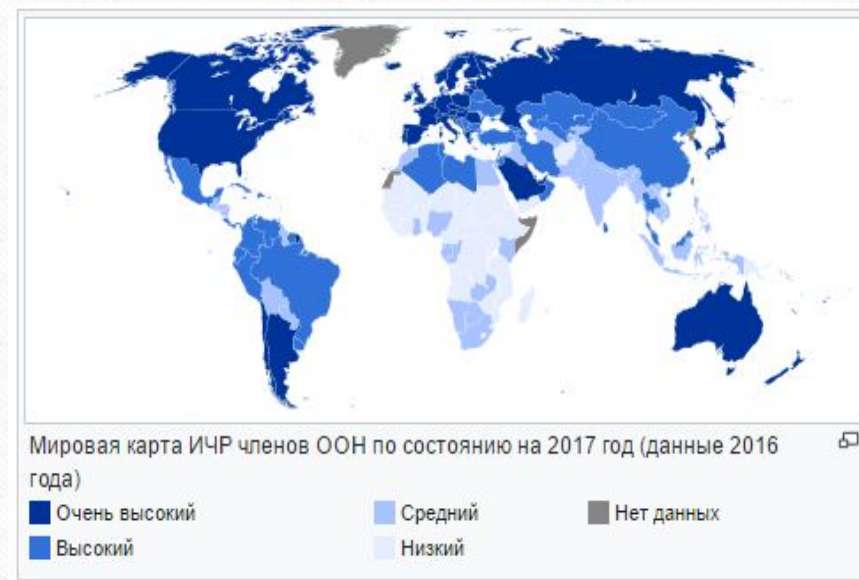 Мировая карта ИЧР членов ООН по состоянию на 2017 год (данные 2016
года)
Очень высокий
Средний
Нет данных
Высокий
Низкий